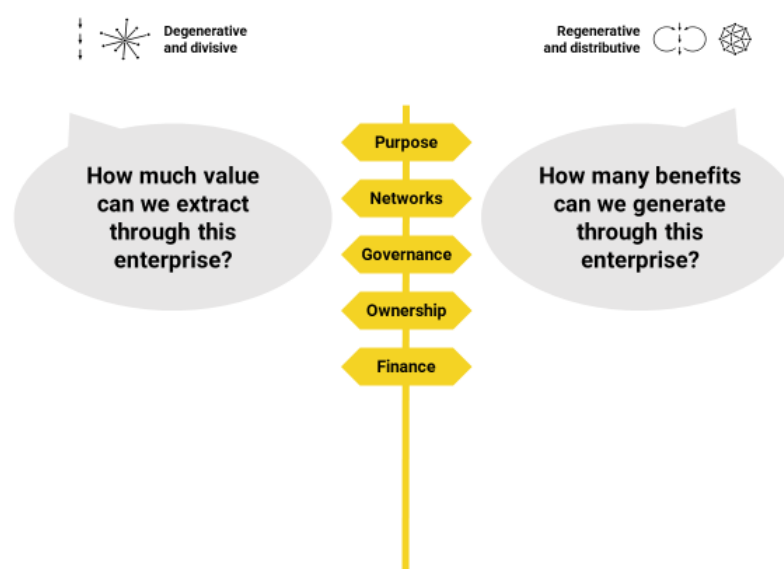 Degenerative
and divisive
Regenerative
and distributive
How much value
can we extract
through this
enterprise?
Purpose
Networks
Governance
Ownership
Finance
How many benefits
can we generate
through this
enterprise?